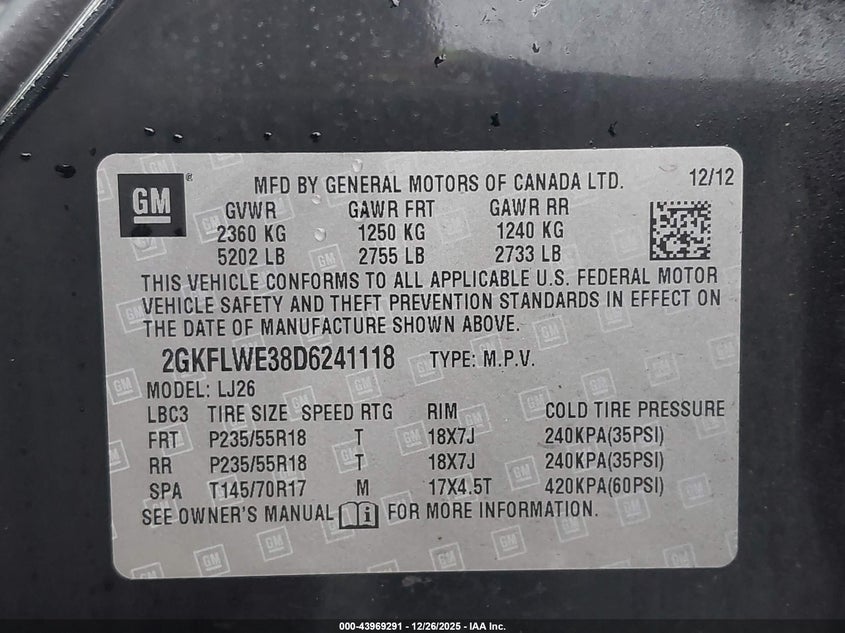 GM ® MFD BY GENERAL MOTORS OF CANADA LTD. 12/12
GVWR GAWR FRT GAWR RR
2360 KG 1250 KG 1240 KG
5202 LB 2755 LB 2733 LB
THIS VEHICLE CONFORMS TO ALL APPLICABLE U.S. FEDERAL MOTOR
VEHICLE SAFETY AND THEFT PREVENTION STANDARDS IN EFFECT ON
THE DATE OF MANUFACTURE SHOWN ABOVE.
2GKFLWE38D6241118 TYPE: M.P.V.
MODEL: LJ26
LBC3 TIRE SIZE SPEED RTG RIM COLD TIRE PRESSURE
FRT P235/55R18 T 18X7J 240KPA(35PSI)
RR P235/55R18 T 18X7J 240KPA(35PSI)
SPA T145/70R17 M 17X4.5T 420KPA(60PSI)
SEE OWNER'S MANUAL i FOR MORE INFORMATION.
000-43969291 - 12/26/2025 - IAA Inc.